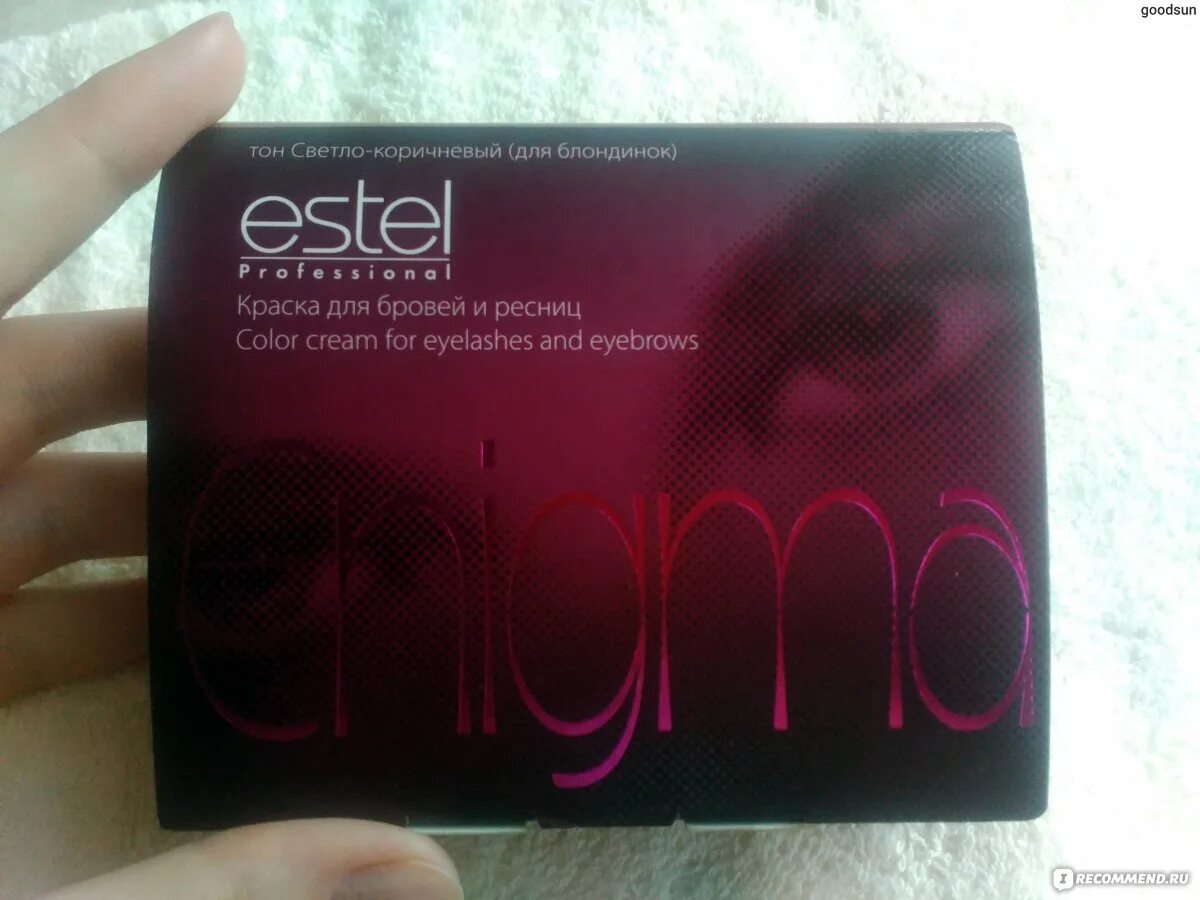 goodsun
тон Светло-коричневый (для блондинок)
estel
Professional
Краска для бровей и ресниц
Color cream for eyelashes and eyebrows
enigma
IRECOMMEND.RU